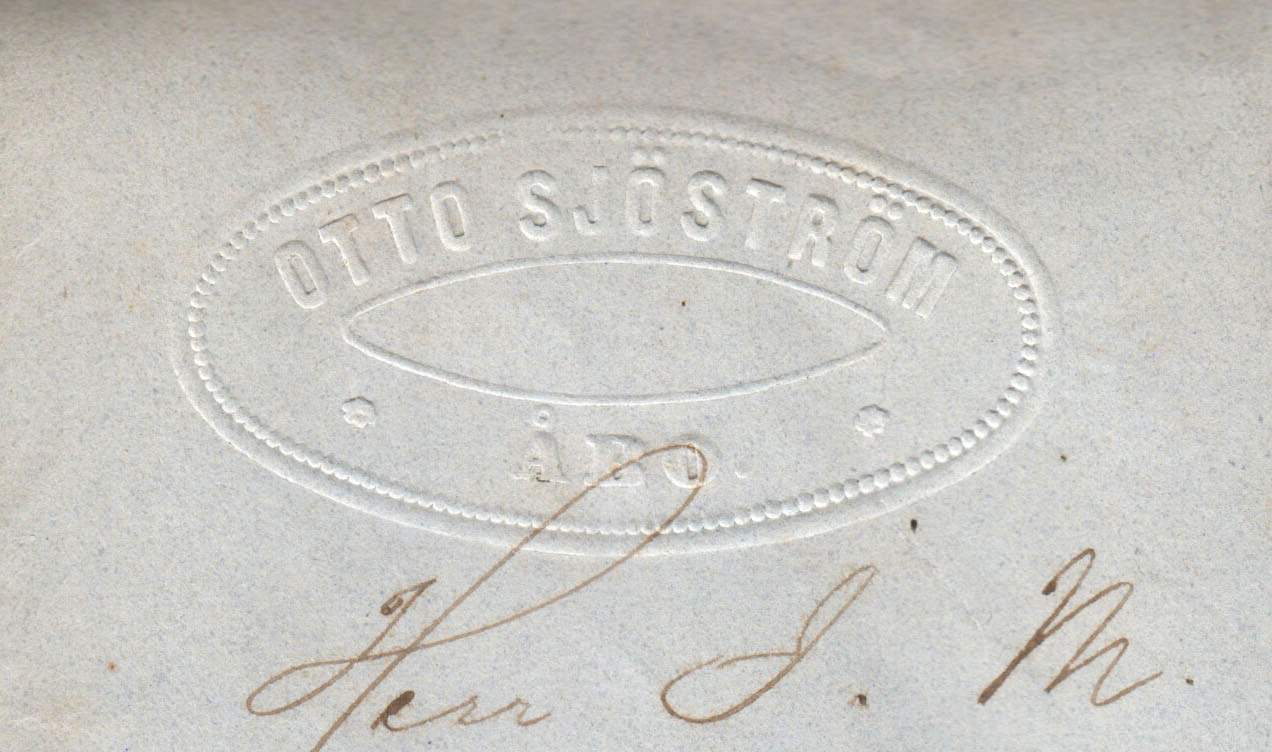 OTTO SJÖSTRÖM
ÅBO.
Herr J. M.